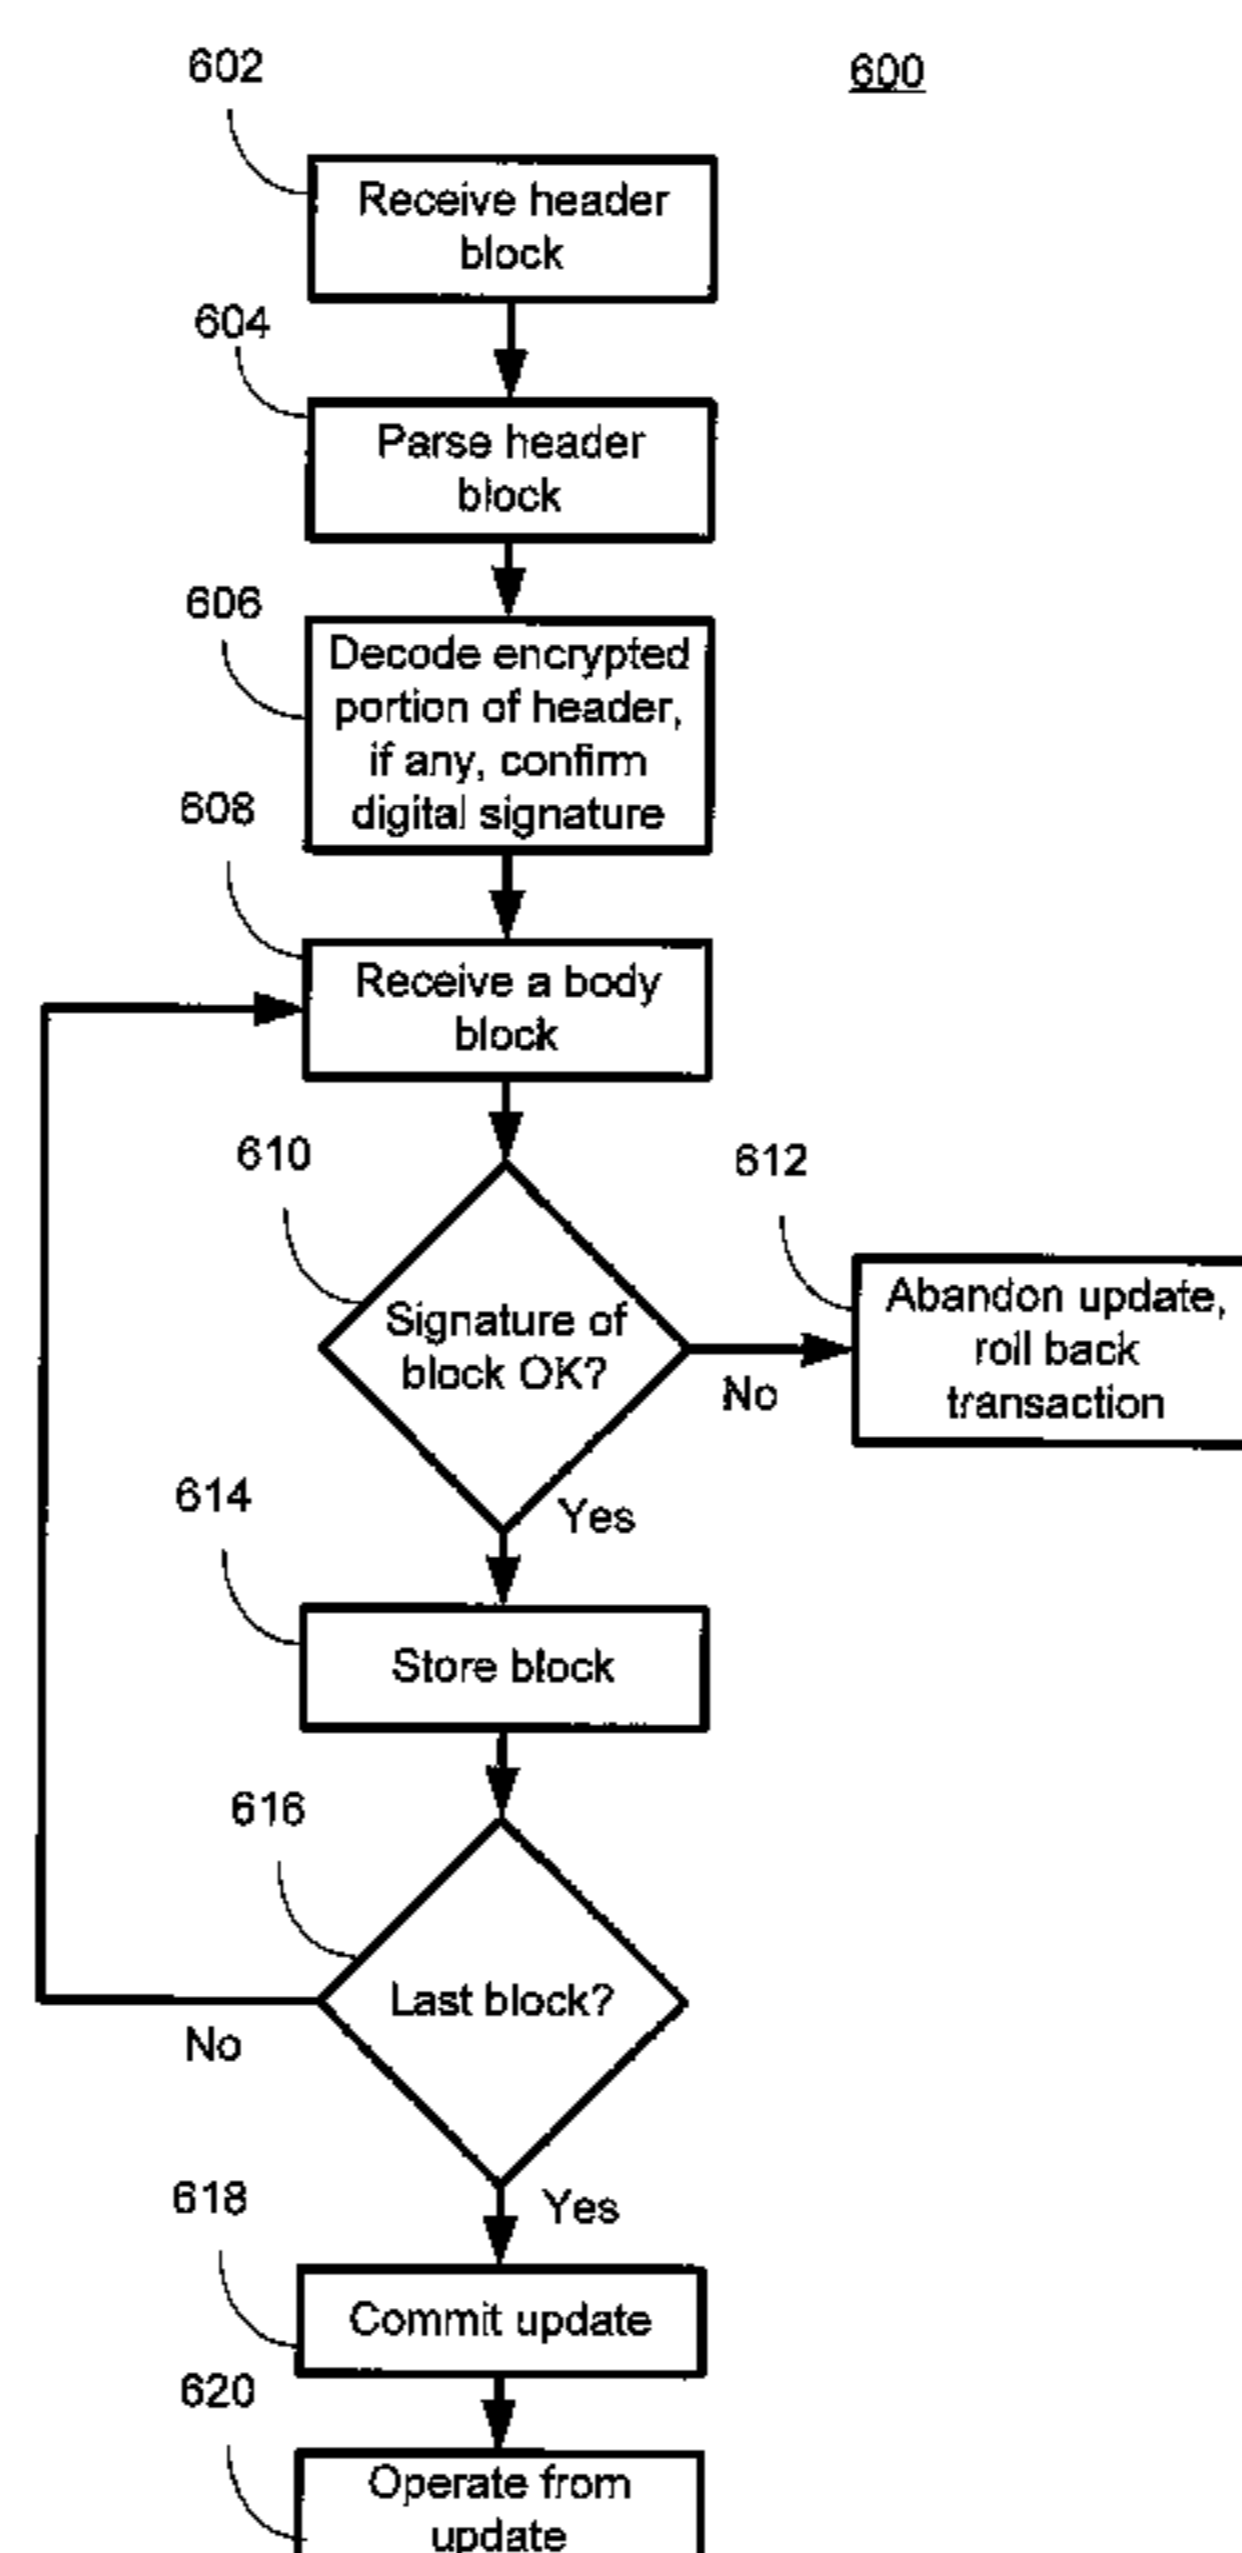 602
600
Receive header
block
604
Parse header
block
606
Decode encrypted
portion of header,
if any, confirm
digital signature
608
Receive a body
block
610
Signature of
block OK?
No
612
Abandon update,
roll back
transaction
Yes
614
Store block
616
Last block?
No
Yes
618
Commit update
620
Operate from
update